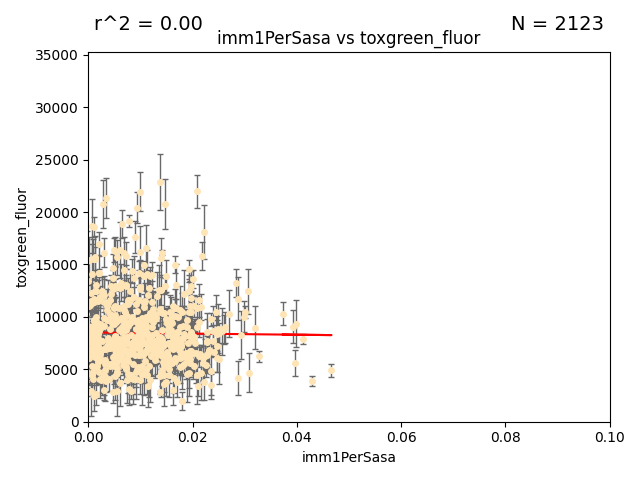 r^2 = 0.00
N = 2123
imm1PerSasa vs toxgreen_fluor
35000
30000
25000
20000
15000
10000
5000
0
toxgreen_fluor
0.00 0.02 0.04 0.06 0.08 0.10
imm1PerSasa